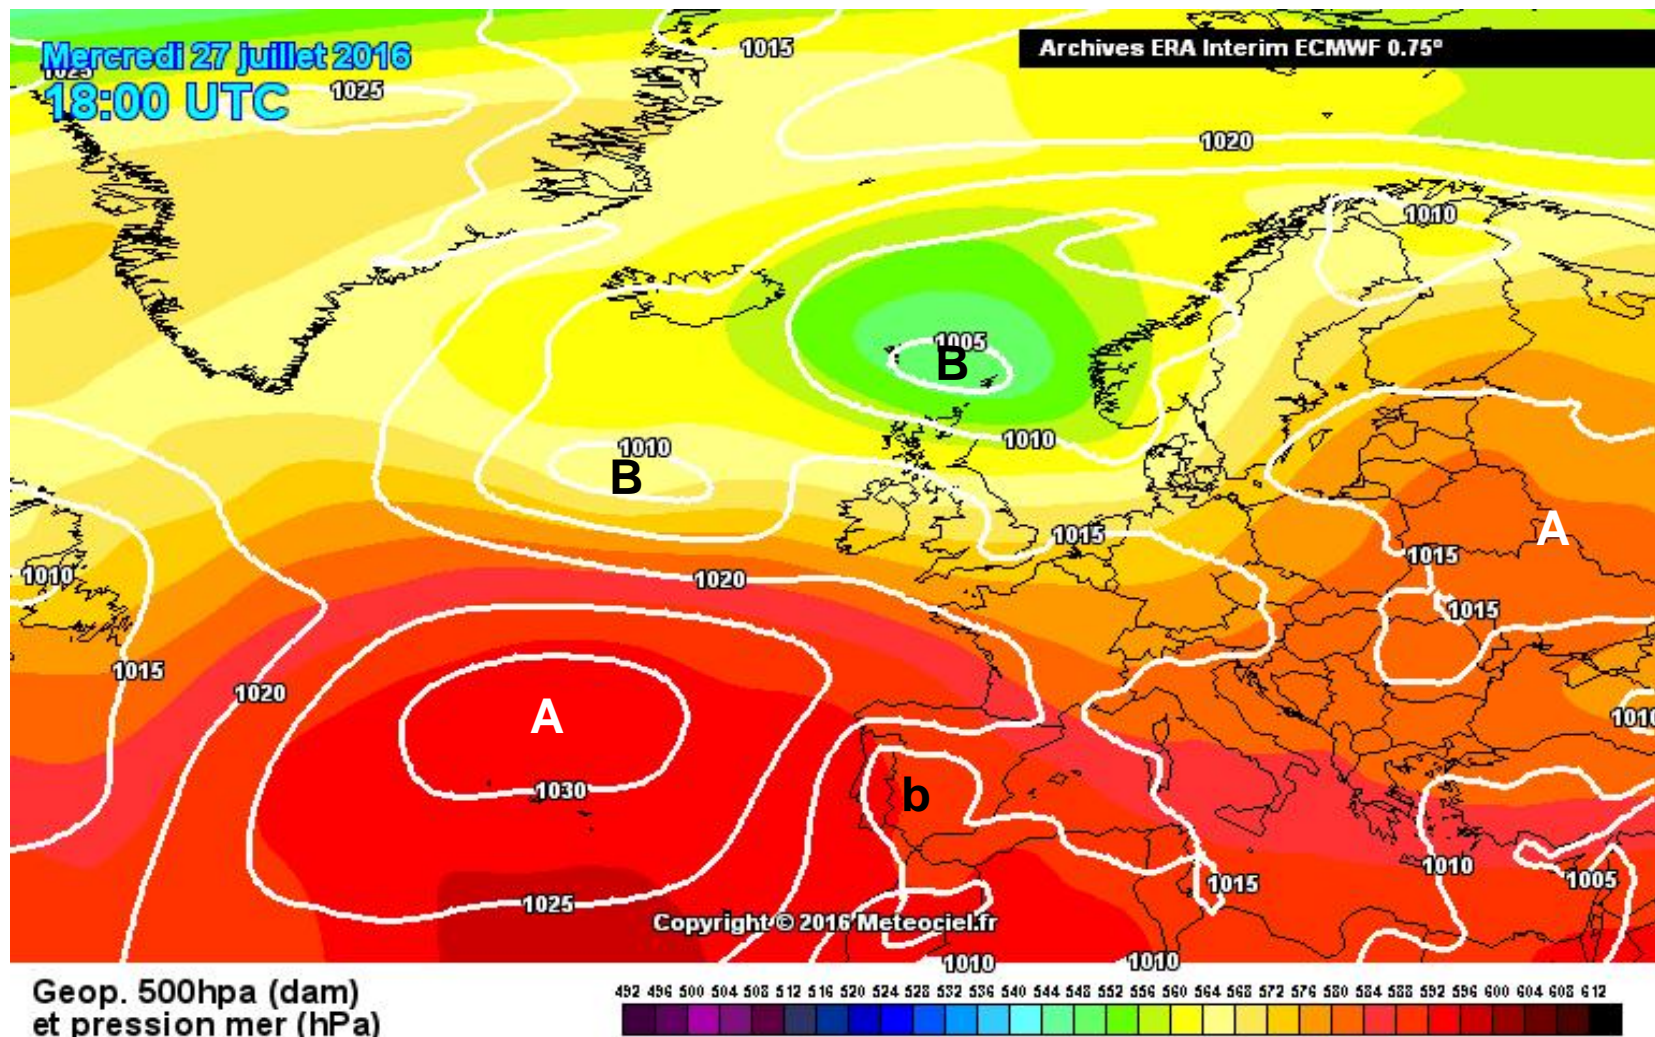 1015
Archives ERA Interim ECMWF 0.75°
Mercredi 27 juillet 2016
1025
18:00 UTC
1025
1020
1010
1005
B
1010
1010
B
1015
A
1015
1010
1020
1015
1015
1020
A
1010
1030
b
1010
1015
1005
1025
Copyright © 2016 Meteociel.fr
1010
1010
Geop. 500hpa (dam)
492 496 500 504 508 512 516 520 524 528 532 536 540 544 548 552 556 560 564 568 572 576 580 584 588 592 596 600 604 608 612
et pression mer (hPa)